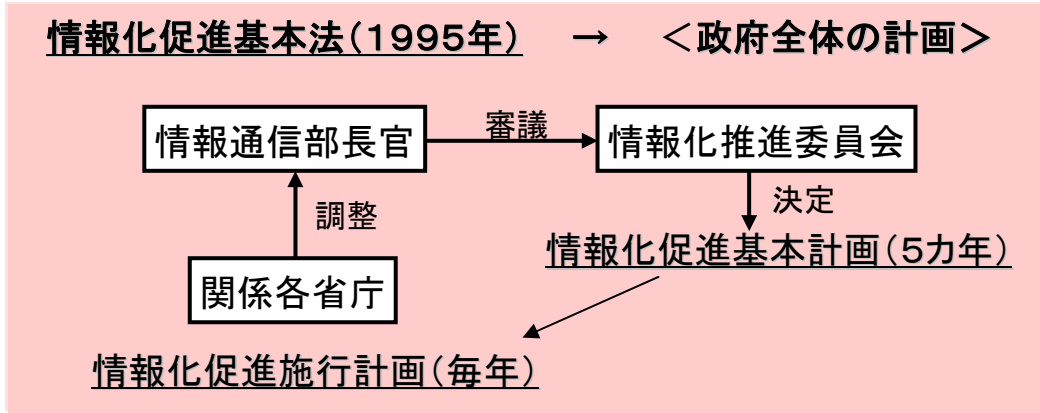 情報化促進基本法（1995年） → ＜政府全体の計画＞
情報通信部長官
審議
情報化推進委員会
調整
決定
関係各省庁
情報化促進基本計画（5カ年）
情報化促進施行計画（毎年）